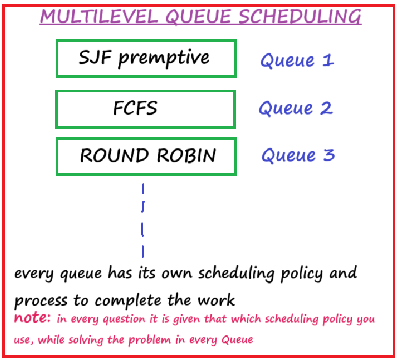 MULTILEVEL QUEUE SCHEDULING
SJF premptive Queue 1
FCFS Queue 2
ROUND ROBIN Queue 3
every queue has its own scheduling policy and
process to complete the work
note: in every question it is given that which scheduling policy you
use, while solving the problem in every Queue